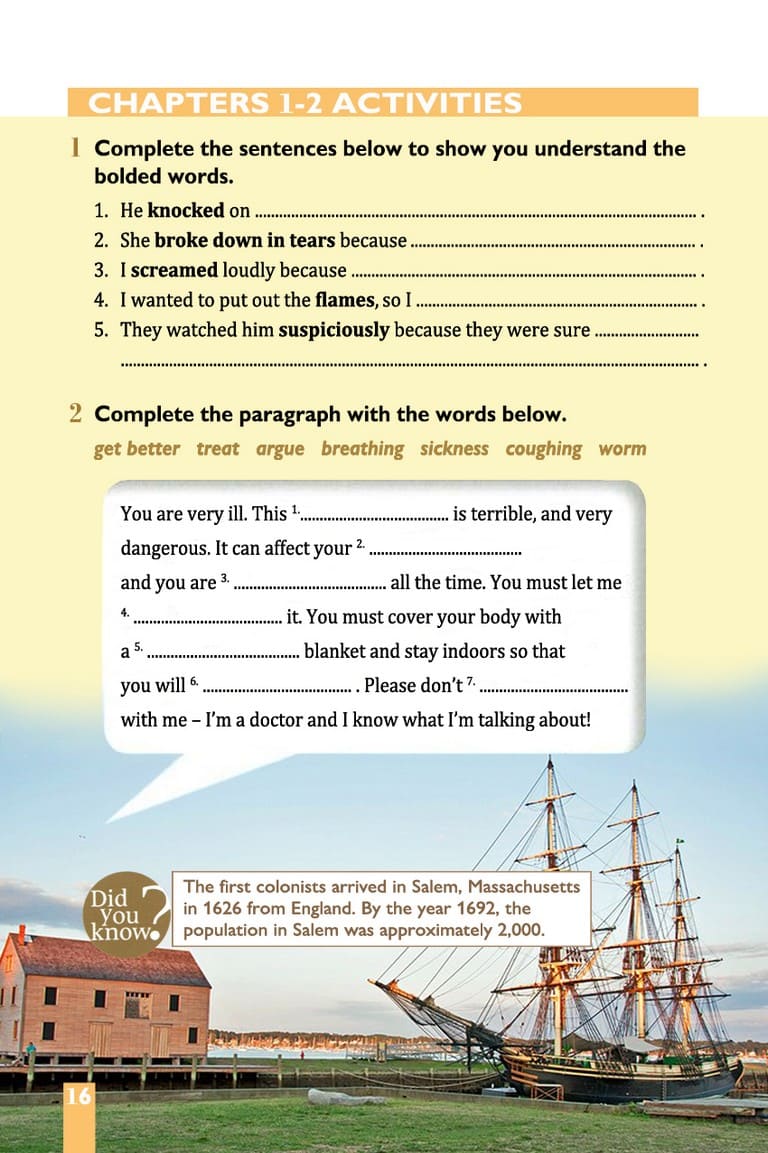 CHAPTERS 1-2 ACTIVITIES
1 Complete the sentences below to show you understand the
bolded words.
1. He knocked on .................................................. .
2. She broke down in tears because .................................................. .
3. I screamed loudly because .................................................. .
4. I wanted to put out the flames, so I .................................................. .
5. They watched him suspiciously because they were sure ..........................
.................................................. .
2 Complete the paragraph with the words below.
get better treat argue breathing sickness coughing worm
You are very ill. This 1. .................................. is terrible, and very
dangerous. It can affect your 2. ..................................
and you are 3. .................................. all the time. You must let me
4. .................................. it. You must cover your body with
a 5. .................................. blanket and stay indoors so that
you will 6. .................................. . Please don't 7. ..................................
with me – I'm a doctor and I know what I'm talking about!
Did
you
know?
The first colonists arrived in Salem, Massachusetts
in 1626 from England. By the year 1692, the
population in Salem was approximately 2,000.
16